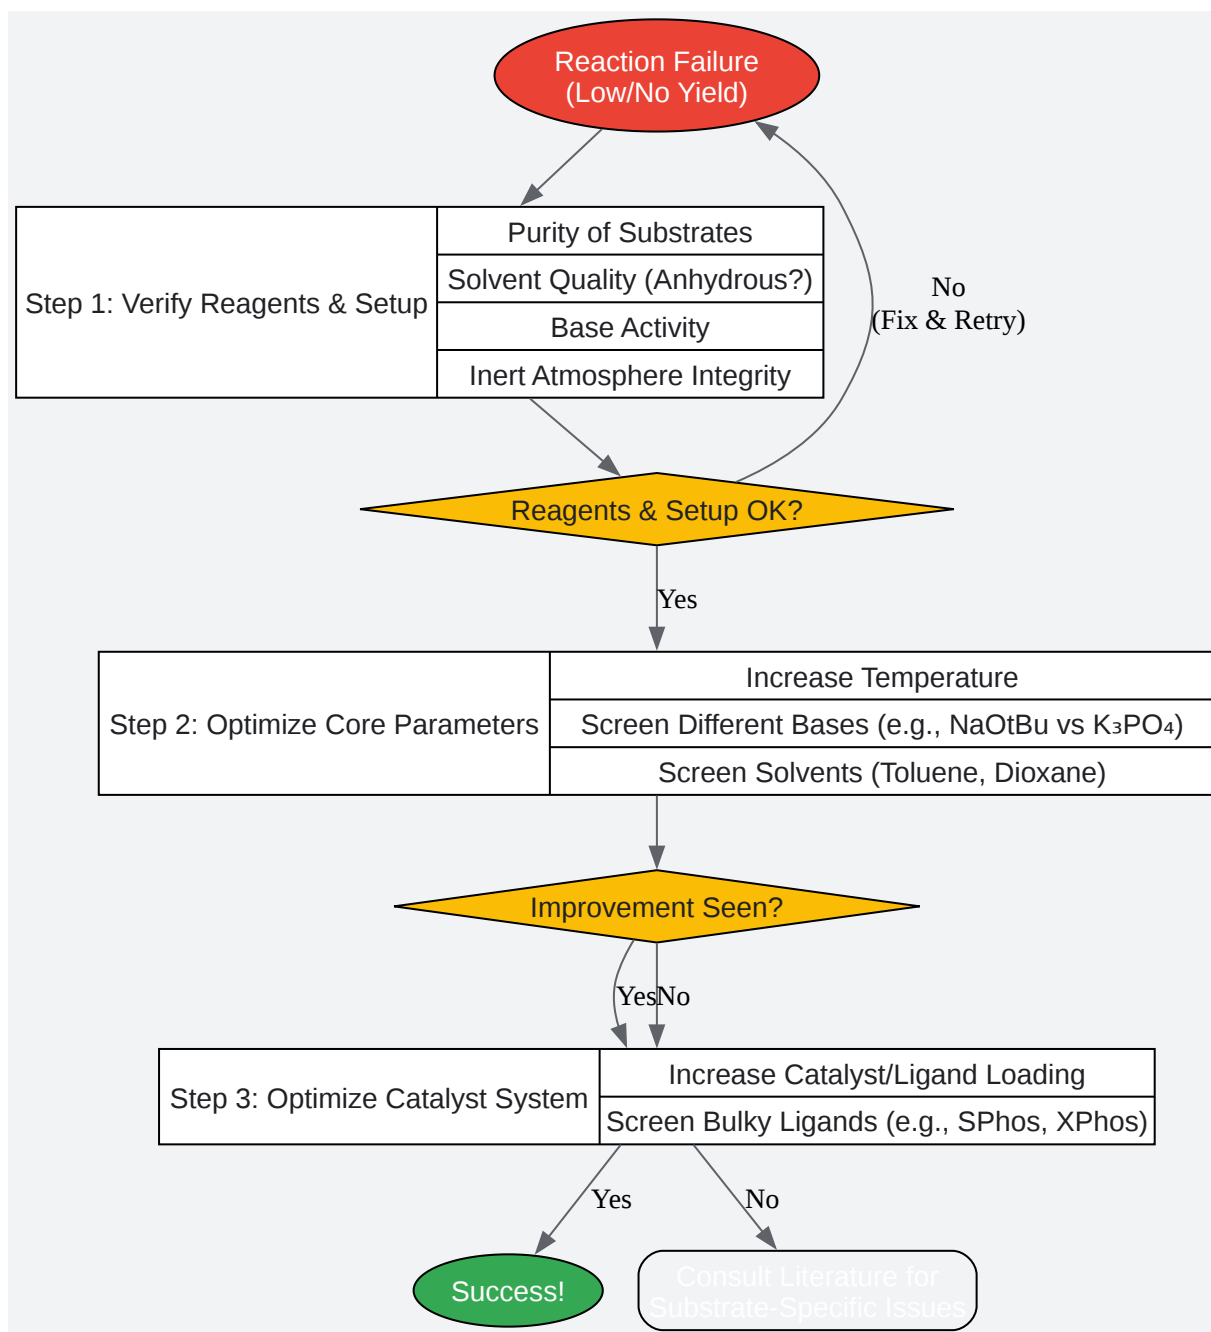 Reaction Failure
(Low/No Yield)
Step 1: Verify Reagents & Setup
Purity of Substrates
Solvent Quality (Anhydrous?)
Base Activity
Inert Atmosphere Integrity
No
(Fix & Retry)
Reagents & Setup OK?
Yes
Step 2: Optimize Core Parameters
Increase Temperature
Screen Different Bases (e.g., NaOtBu vs K₃PO₄)
Screen Solvents (Toluene, Dioxane)
Improvement Seen?
Yes
No
Step 3: Optimize Catalyst System
Increase Catalyst/Ligand Loading
Screen Bulky Ligands (e.g., SPhos, XPhos)
Yes
No
Success!
Consult Literature for
Substrate-Specific Issues